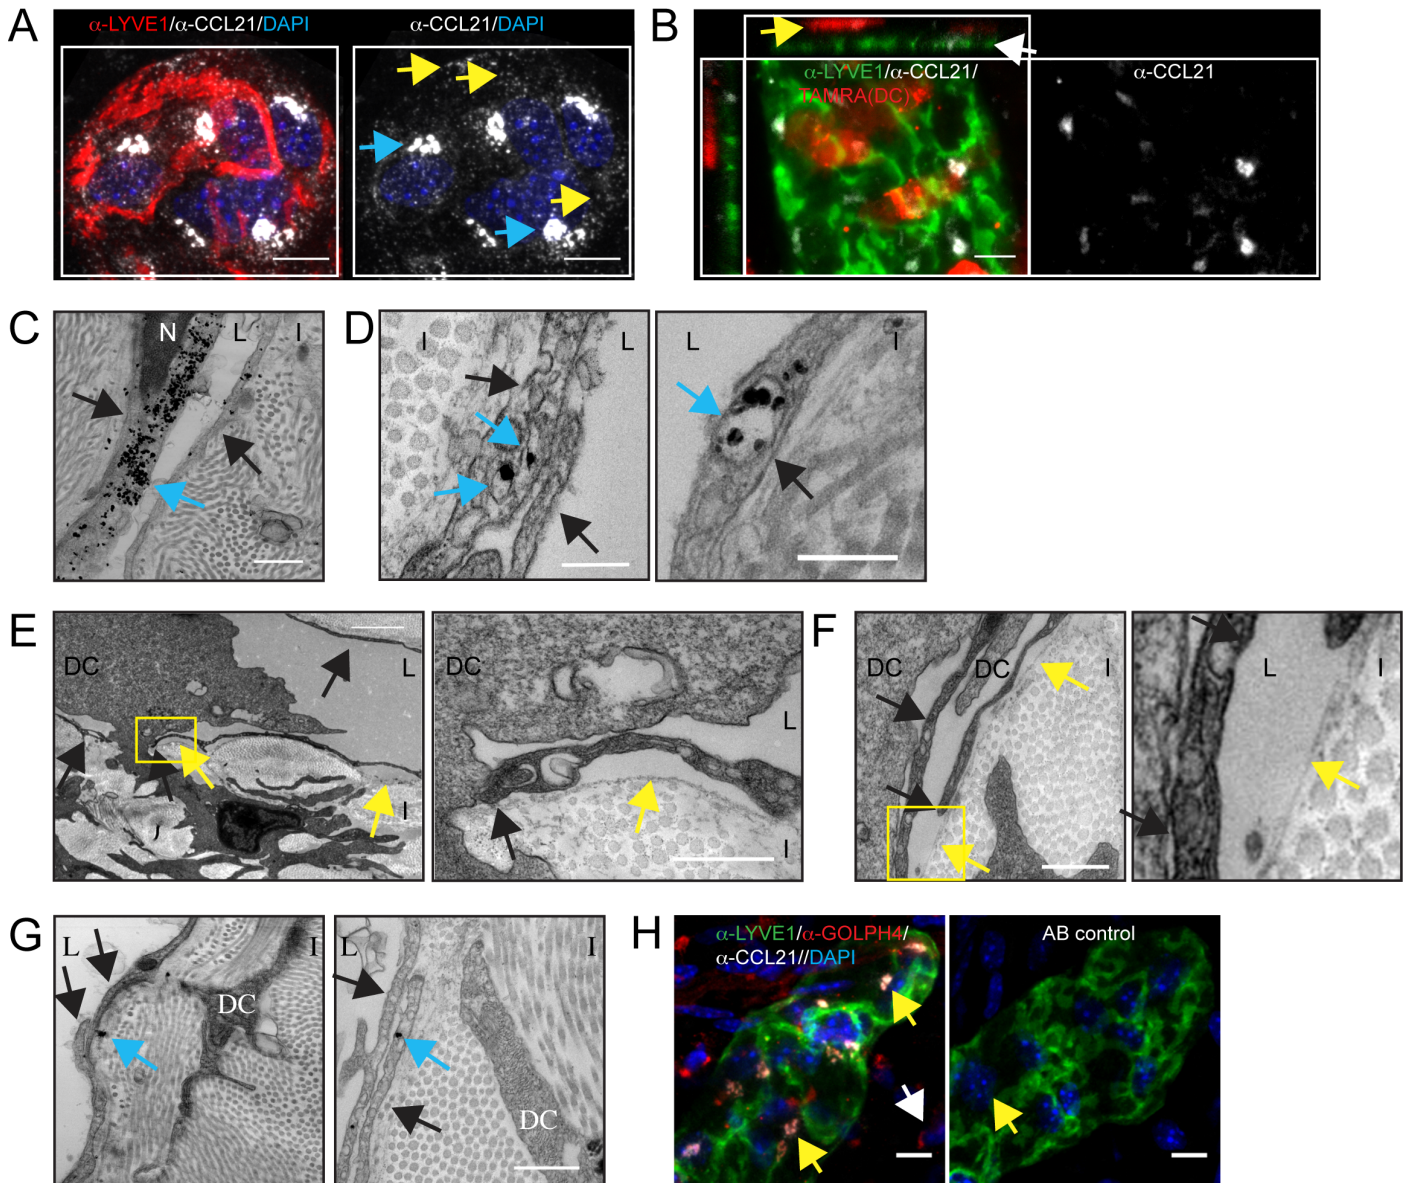 A
α-LYVE1/α-CCL21/DAPI
α-CCL21/DAPI
B
α-LYVE1/α-CCL21/
TAMRA(DC)
α-CCL21
C
N
L
I
D
I
L
L
I
E
DC
L
I
DC
L
I
F
DC
DC
I
L
I
G
L
I
DC
L
I
DC
H
α-LYVE1/α-GOLPH4/
α-CCL21//DAPI
AB control